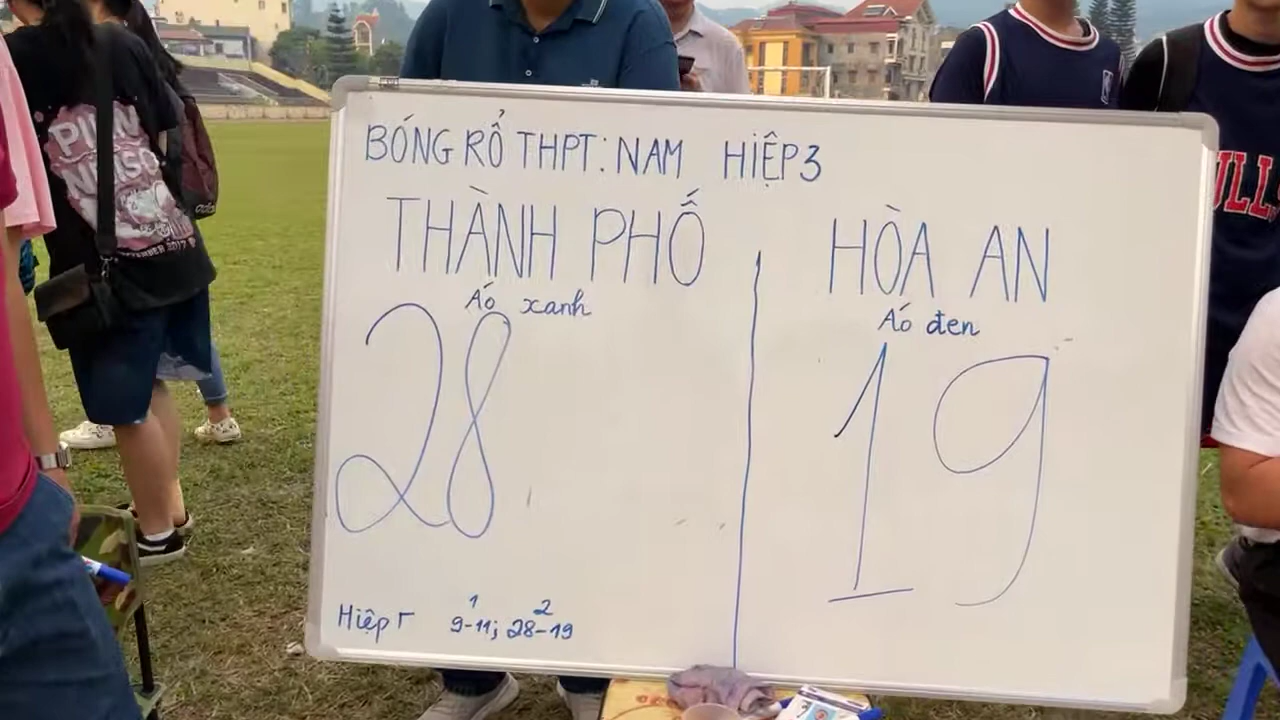 BÓNG RỔ THPT: NAM HIỆP 3
THÀNH PHỐ
Áo xanh
28
HÒA AN
Áo đen
19
Hiệp
1 2
9-11; 28-19